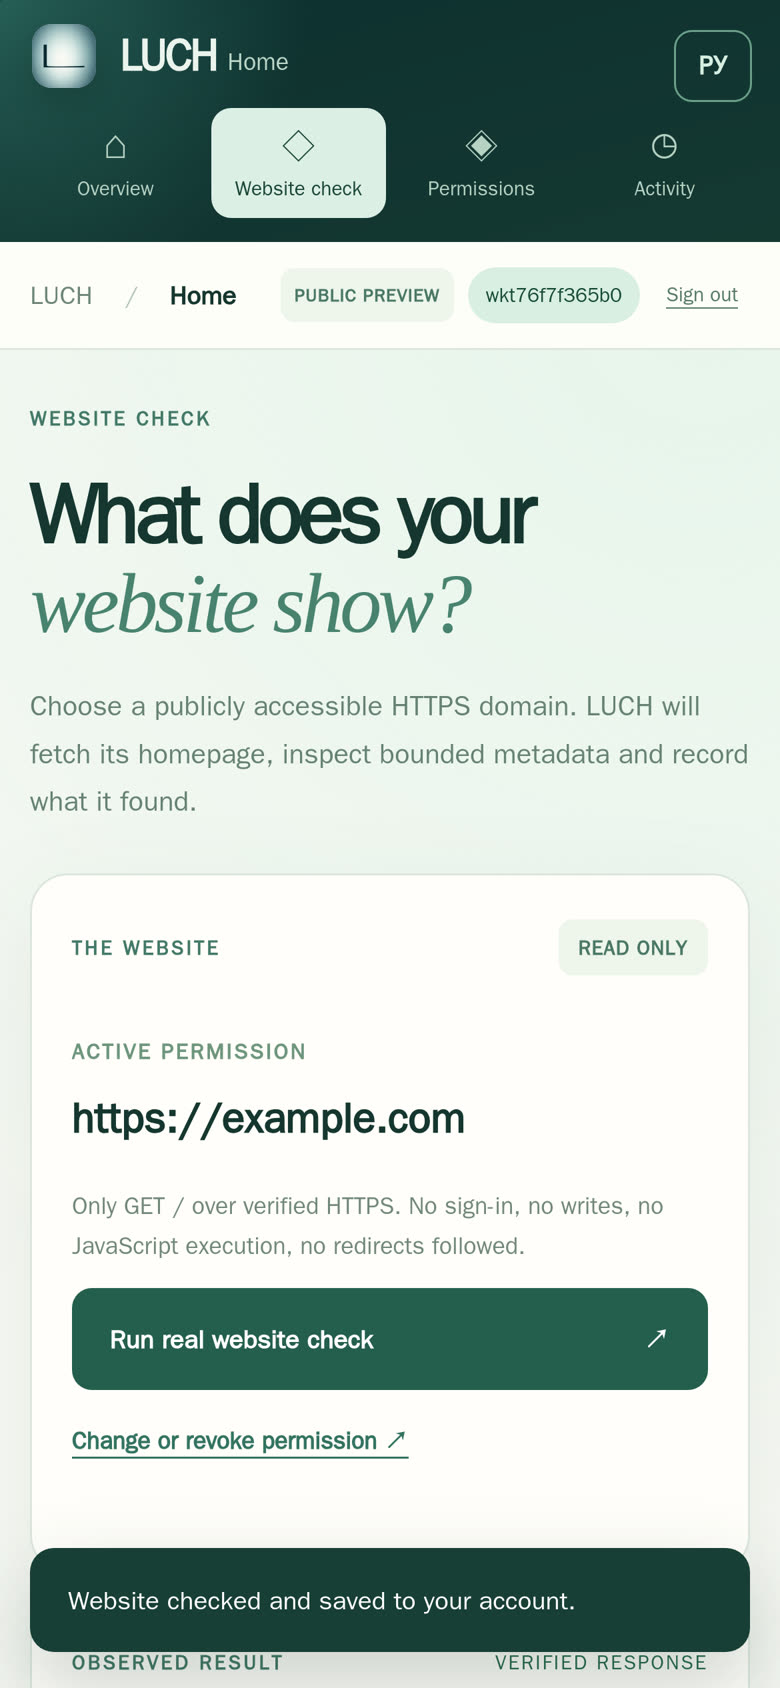 LUCH Home
РУ
Overview
Website check
Permissions
Activity
LUCH / Home
PUBLIC PREVIEW
wkt76f7f365b0
Sign out
WEBSITE CHECK
What does your
website show?
Choose a publicly accessible HTTPS domain. LUCH will
fetch its homepage, inspect bounded metadata and record
what it found.
THE WEBSITE
READ ONLY
ACTIVE PERMISSION
https://example.com
Only GET / over verified HTTPS. No sign-in, no writes, no
JavaScript execution, no redirects followed.
Run real website check ↗
Change or revoke permission ↗
Website checked and saved to your account.
OBSERVED RESULT
VERIFIED RESPONSE